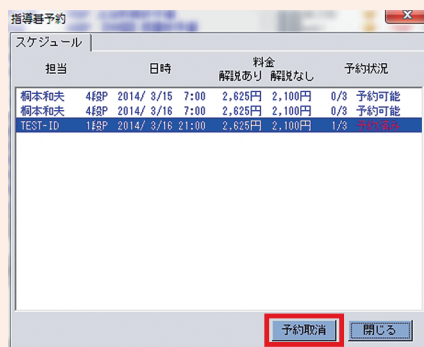 指導碁予約
スケジュール
担当 日時 料金 予約状況
解説あり 解説なし
桐本和夫 4段P 2014/ 3/15 7:00 2,625円 2,100円 0/3 予約可能
桐本和夫 4段P 2014/ 3/16 7:00 2,625円 2,100円 0/3 予約可能
TEST-ID 1段P 2014/ 3/16 21:00 2,625円 2,100円 1/3 予約済み
予約取消 閉じる